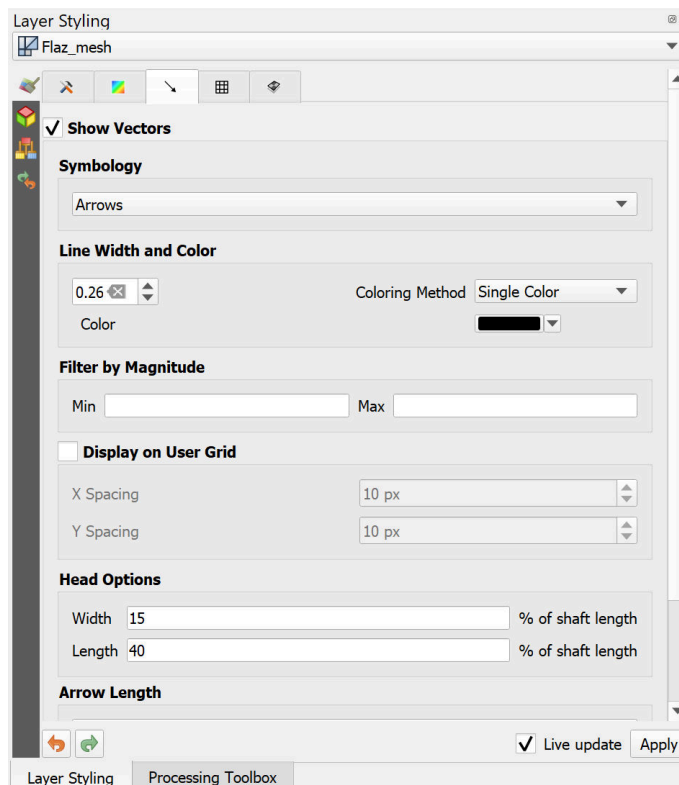 Layer Styling
Flaz_mesh
Show Vectors
Symbology
Arrows
Line Width and Color
0.26 Coloring Method Single Color
Color
Filter by Magnitude
Min Max
Display on User Grid
X Spacing 10 px
Y Spacing 10 px
Head Options
Width 15 % of shaft length
Length 40 % of shaft length
Arrow Length
Live update Apply
Layer Styling Processing Toolbox